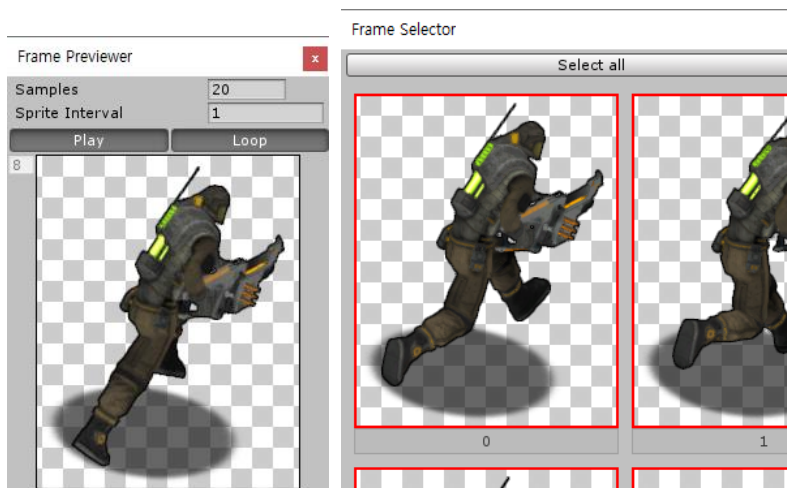 Frame Previewer
x
Samples 20
Sprite Interval 1
Play Loop
8
Frame Selector
Select all
0 1